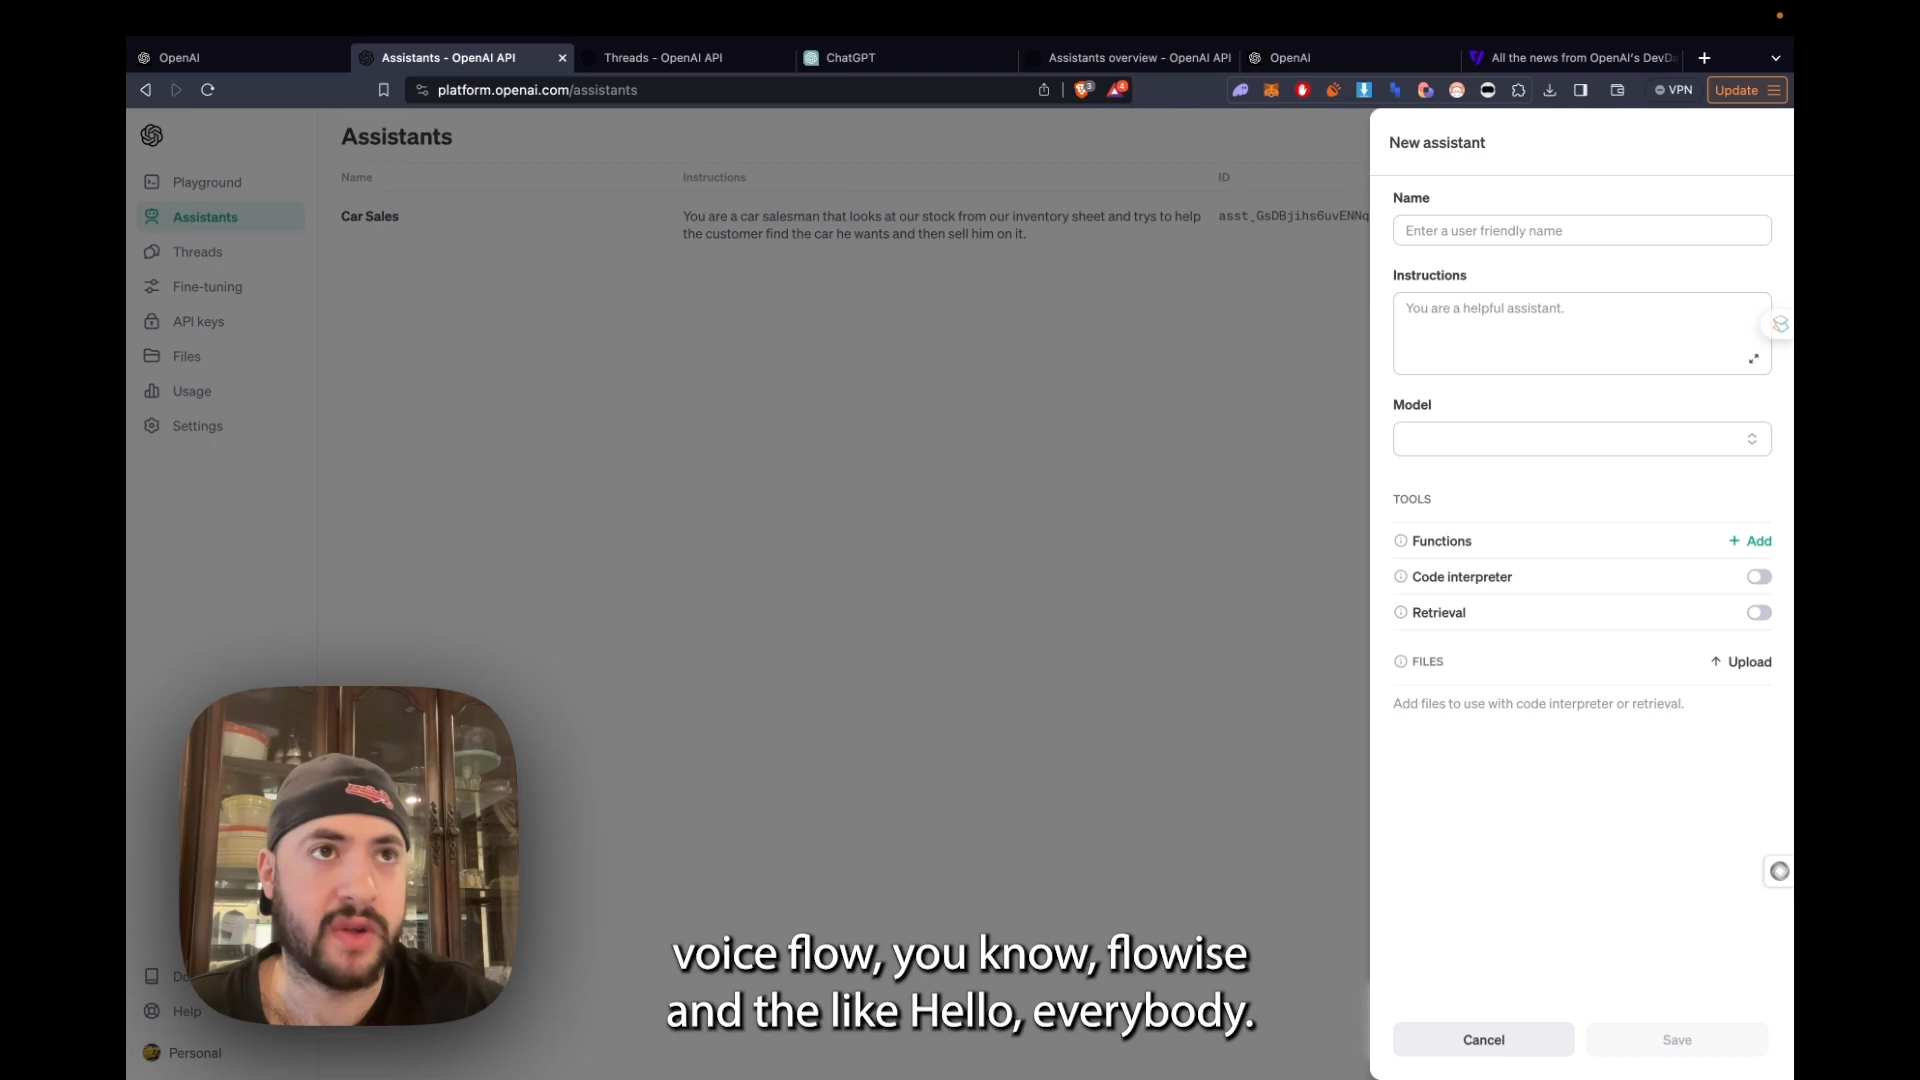 OpenAI
Assistants - OpenAI API
Threads - OpenAI API
ChatGPT
Assistants overview - OpenAI API
OpenAI
All the news from OpenAI's DevDa
platform.openai.com/assistants
3
4
VPN
Update
Assistants
Playground
Assistants
Threads
Fine-tuning
API keys
Files
Usage
Settings
Help
Personal
Name
Instructions
ID
Car Sales
You are a car salesman that looks at our stock from our inventory sheet and trys to help
the customer find the car he wants and then sell him on it.
asst_GsDBjihs6uvENNq
New assistant
Name
Enter a user friendly name
Instructions
You are a helpful assistant.
Model
TOOLS
Functions
+ Add
Code interpreter
Retrieval
FILES
Upload
Add files to use with code interpreter or retrieval.
Cancel
Save
voice flow, you know, flowise
and the like Hello, everybody.